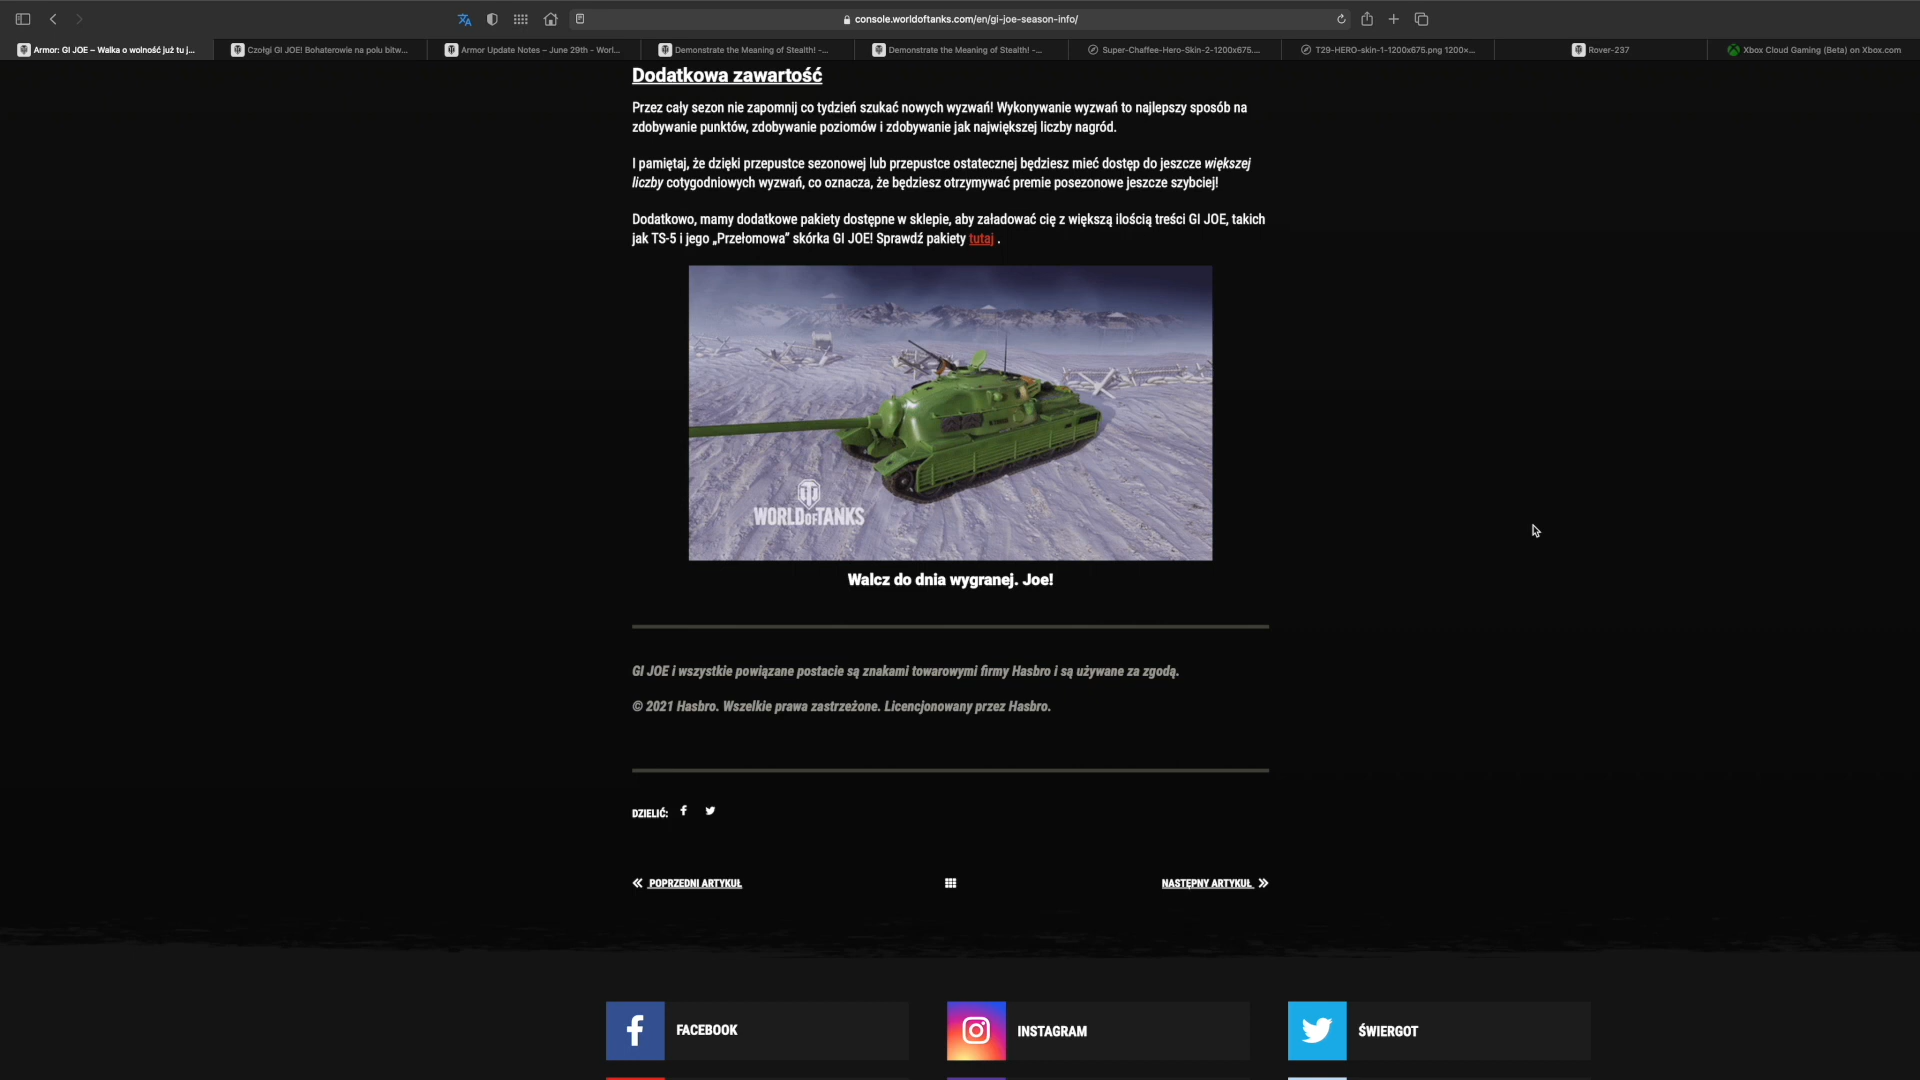 console.worldoftanks.com/en/gi-joe-season-info/
Armor: GI JOE – Walka o wolność już tu j...
Czołgi GI JOE! Bohaterowie na polu bitw...
Armor Update Notes – June 29th - Worl...
Demonstrate the Meaning of Stealth! -...
Demonstrate the Meaning of Stealth! -...
Super-Chaffee-Hero-Skin-2-1200x675....
T29-HERO-skin-1-1200x675.png 1200×...
Rover-237
Xbox Cloud Gaming (Beta) on Xbox.com
Dodatkowa zawartość
Przez cały sezon nie zapomnij co tydzień szukać nowych wyzwań! Wykonywanie wyzwań to najlepszy sposób na
zdobywanie punktów, zdobywanie poziomów i zdobywanie jak największej liczby nagród.
I pamiętaj, że dzięki przepustce sezonowej lub przepustce ostatecznej będziesz mieć dostęp do jeszcze większej
liczby cotygodniowych wyzwań, co oznacza, że będziesz otrzymywać premie posezonowe jeszcze szybciej!
Dodatkowo, mamy dodatkowe pakiety dostępne w sklepie, aby załadować cię z większą ilością treści GI JOE, takich
jak TS-5 i jego „Przełomowa” skórka GI JOE! Sprawdź pakiety tutaj .
WORLD OF TANKS
Walcz do dnia wygranej. Joe!
GI JOE i wszystkie powiązane postacie są znakami towarowymi firmy Hasbro i są używane za zgodą.
© 2021 Hasbro. Wszelkie prawa zastrzeżone. Licencjonowany przez Hasbro.
DZIELIĆ:
POPRZEDNI ARTYKUŁ
NASTĘPNY ARTYKUŁ
FACEBOOK
INSTAGRAM
ŚWIERGOT